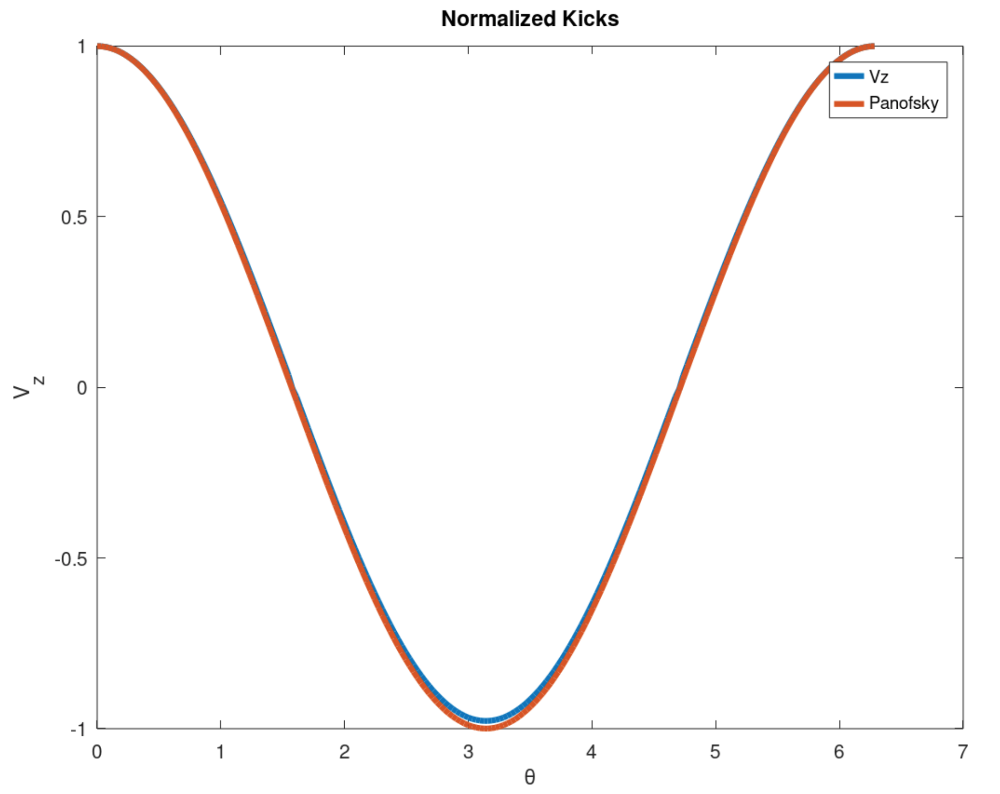 Normalized Kicks
1
0.5
0
-0.5
-1
V z
Vz
Panofsky
0 1 2 3 4 5 6 7
θ